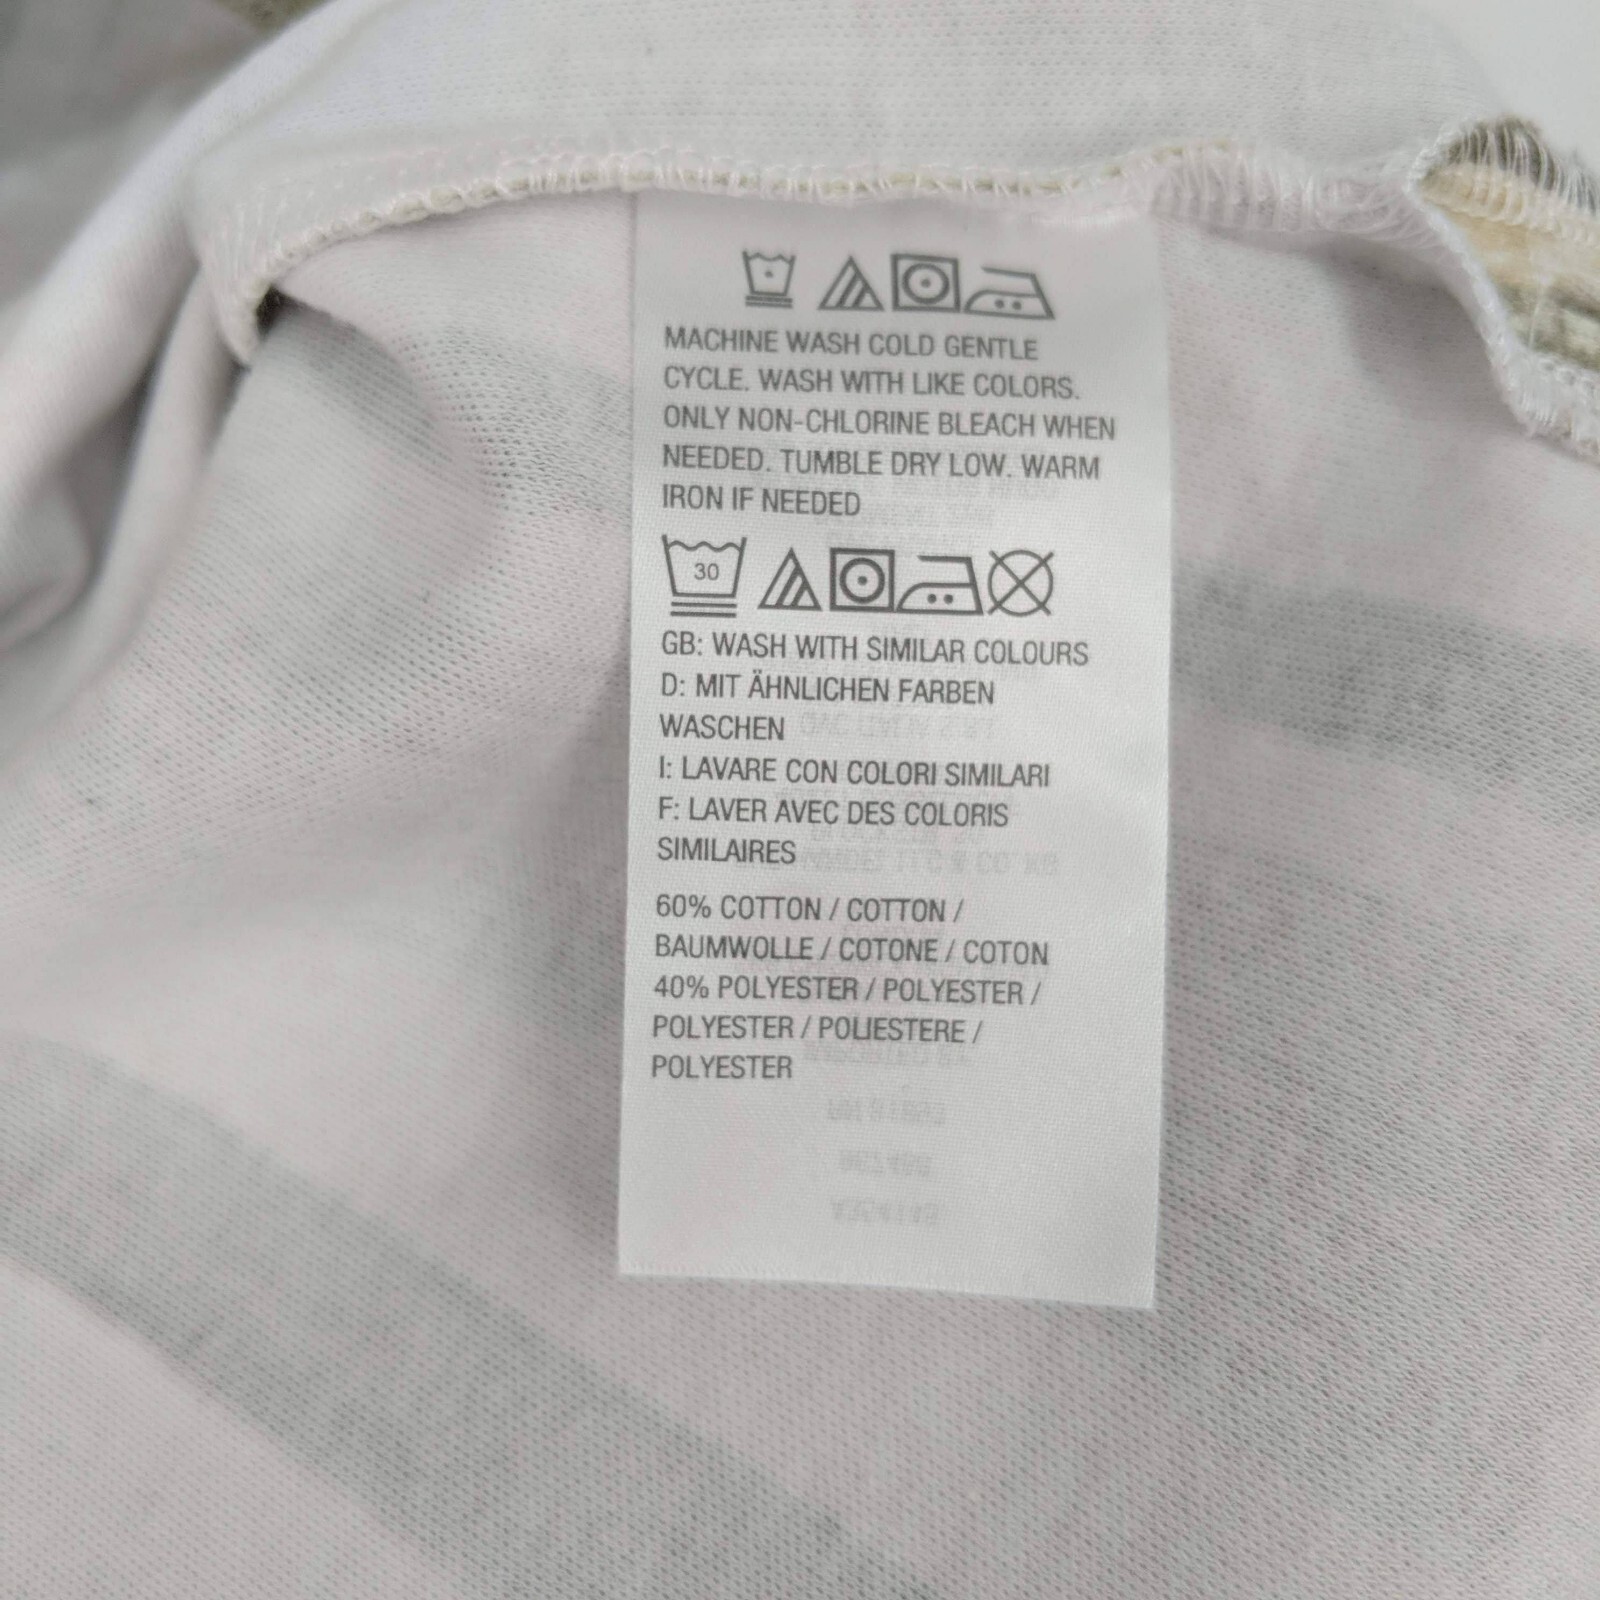 MACHINE WASH COLD GENTLE
CYCLE. WASH WITH LIKE COLORS.
ONLY NON-CHLORINE BLEACH WHEN
NEEDED. TUMBLE DRY LOW. WARM
IRON IF NEEDED
30
GB: WASH WITH SIMILAR COLOURS
D: MIT ÄHNLICHEN FARBEN
WASCHEN
I: LAVARE CON COLORI SIMILARI
F: LAVER AVEC DES COLORIS
SIMILAIRES
60% COTTON / COTTON /
BAUMWOLLE / COTONE / COTON
40% POLYESTER / POLYESTER /
POLYESTER / POLIESTERE /
POLYESTER